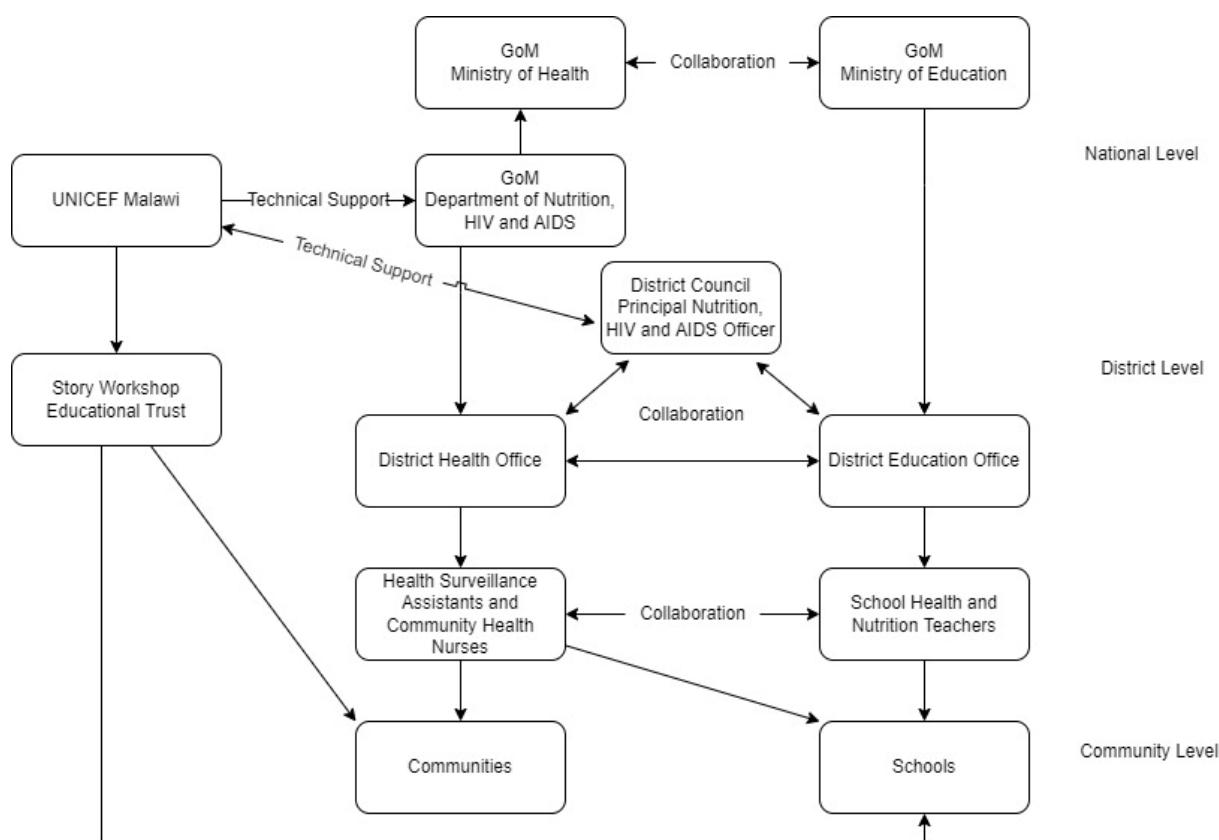 GoM
Ministry of Health
Collaboration
GoM
Ministry of Education
National Level
UNICEF Malawi
Technical Support
GoM
Department of Nutrition,
HIV and AIDS
Technical Support
District Council
Principal Nutrition,
HIV and AIDS Officer
District Level
Story Workshop
Educational Trust
Collaboration
District Health Office
District Education Office
Health Surveillance
Assistants and
Community Health
Nurses
Collaboration
School Health and
Nutrition Teachers
Communities
Schools
Community Level